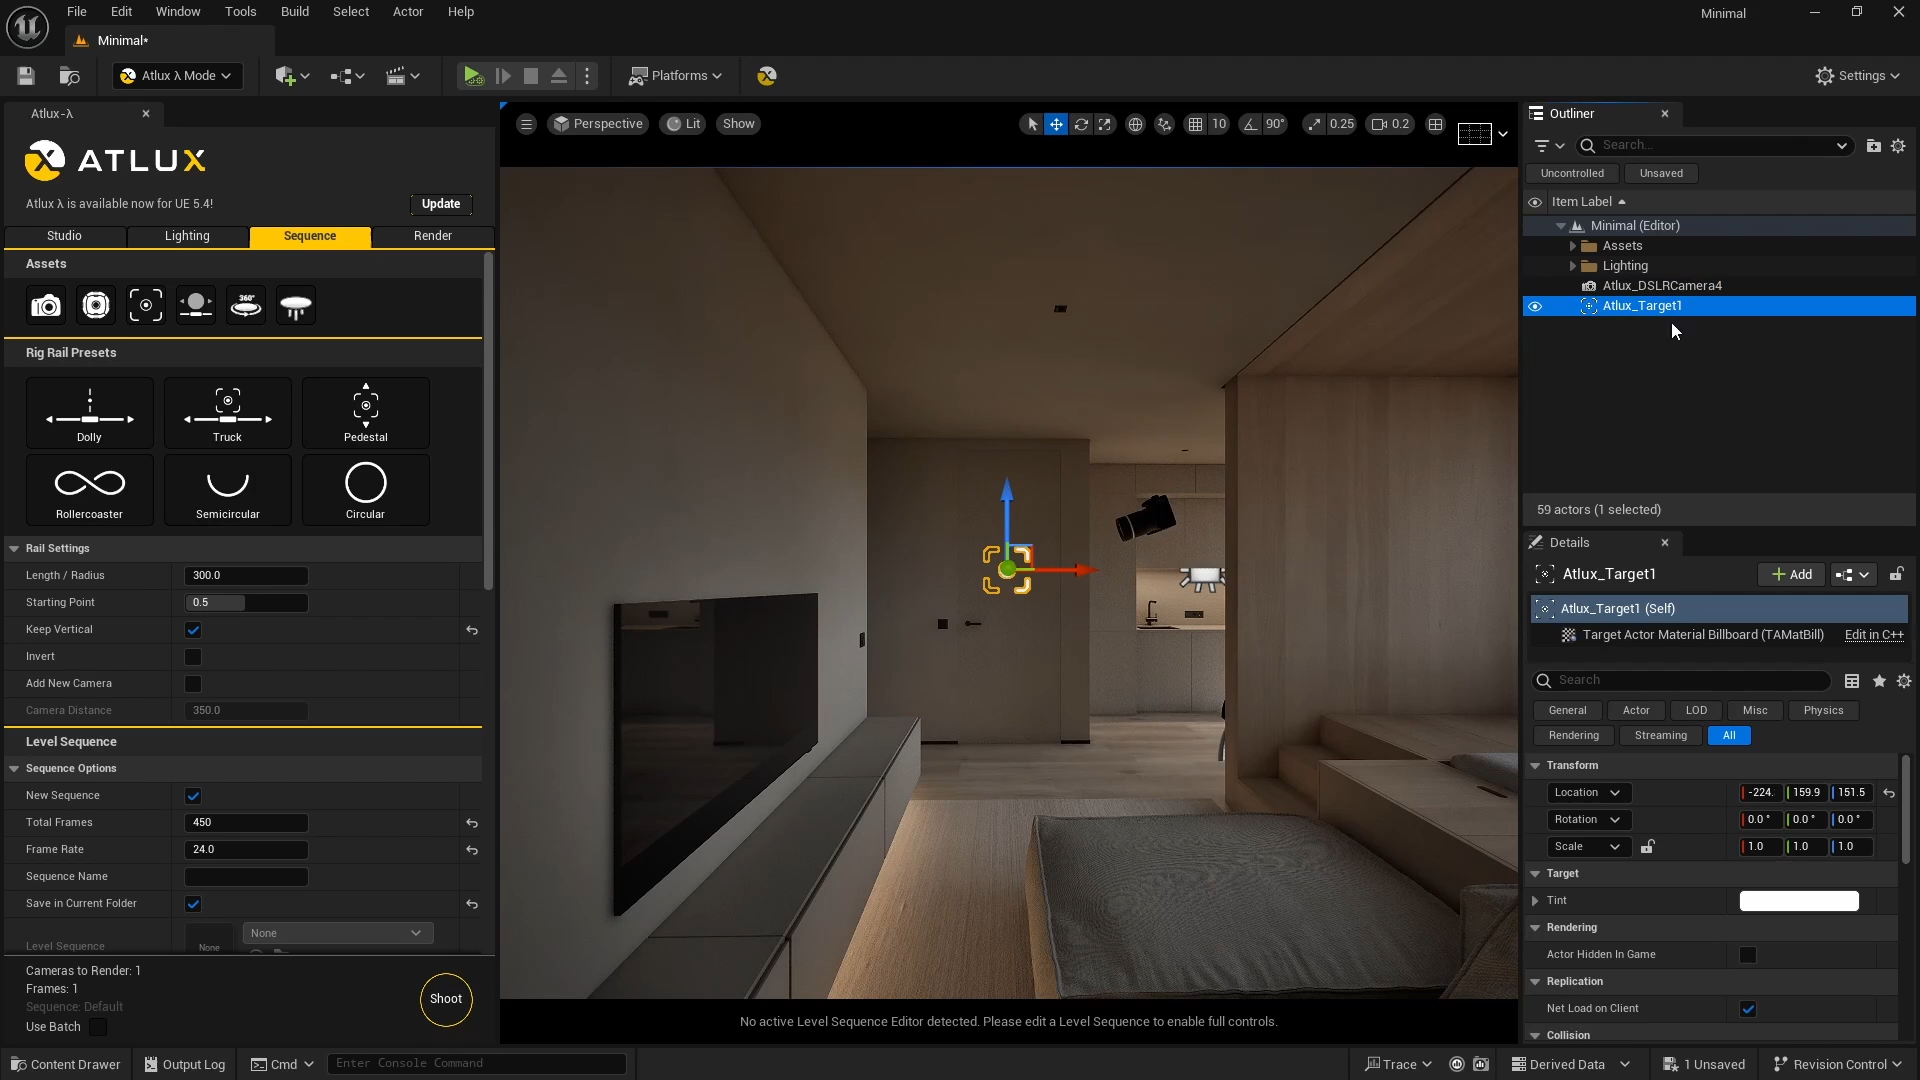 File Edit Window Tools Build Select Actor Help
Minimal
Minimal*
Atlux λ Mode
Platforms
Settings
Atlux-λ
ATLUX
Atlux λ is available now for UE 5.4!
Update
Studio Lighting Sequence Render
Assets
360°
Rig Rail Presets
Dolly Truck Pedestal
Rollercoaster Semicircular Circular
Rail Settings
Length / Radius 300.0
Starting Point 0.5
Keep Vertical
Invert
Add New Camera
Camera Distance 350.0
Level Sequence
Sequence Options
New Sequence
Total Frames 450
Frame Rate 24.0
Sequence Name
Save in Current Folder
Level Sequence None None
Cameras to Render: 1
Frames: 1
Sequence: Default
Use Batch
Shoot
Perspective Lit Show
10 90° 0.25 0.2
No active Level Sequence Editor detected. Please edit a Level Sequence to enable full controls.
Outliner
Search...
Uncontrolled Unsaved
Item Label
Minimal (Editor)
Assets
Lighting
Atlux_DSLRCamera4
Atlux_Target1
59 actors (1 selected)
Details
Atlux_Target1
Add
Atlux_Target1 (Self)
Target Actor Material Billboard (TAMatBill) Edit in C++
Search
General Actor LOD Misc Physics
Rendering Streaming All
Transform
Location -224. 159.9 151.5
Rotation 0.0 ° 0.0 ° 0.0 °
Scale 1.0 1.0 1.0
Target
Tint
Rendering
Actor Hidden In Game
Replication
Net Load on Client
Collision
Content Drawer Output Log Cmd Enter Console Command
Trace Derived Data 1 Unsaved Revision Control